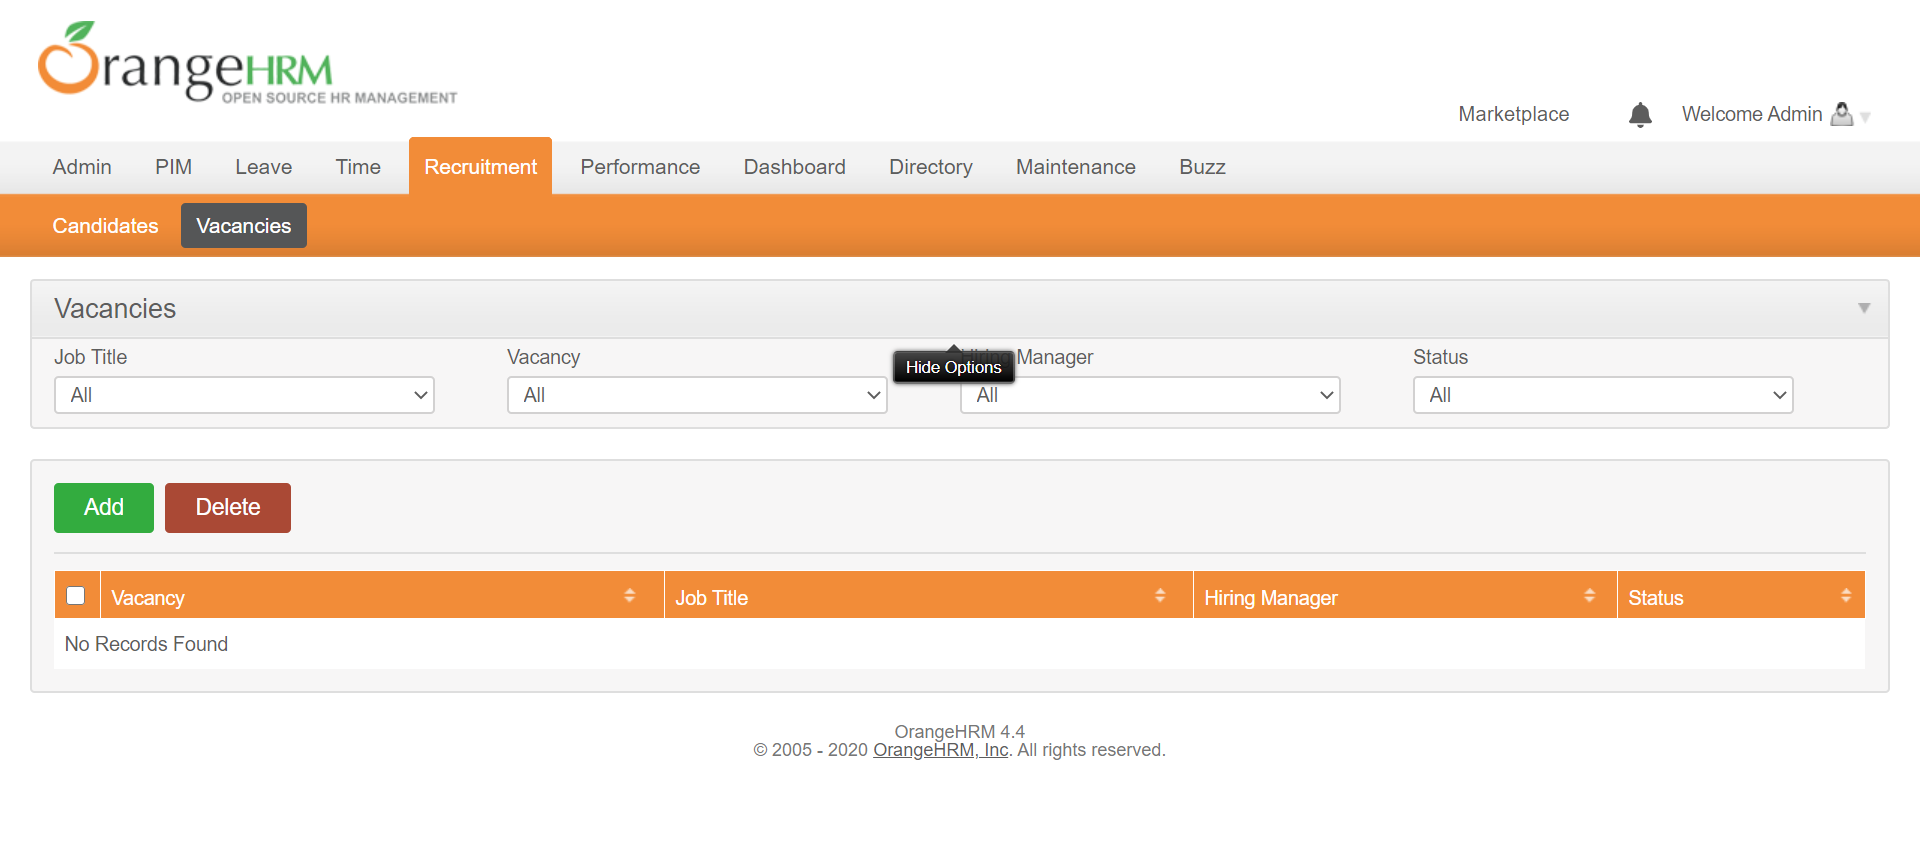 OrangeHRM
OPEN SOURCE HR MANAGEMENT
Marketplace
Welcome Admin
Admin PIM Leave Time Recruitment Performance Dashboard Directory Maintenance Buzz
Candidates Vacancies
Vacancies
Job Title Vacancy Manager Status
Hide Options
All All All All
Add Delete
Vacancy Job Title Hiring Manager Status
No Records Found
OrangeHRM 4.4
© 2005 - 2020 OrangeHRM, Inc. All rights reserved.